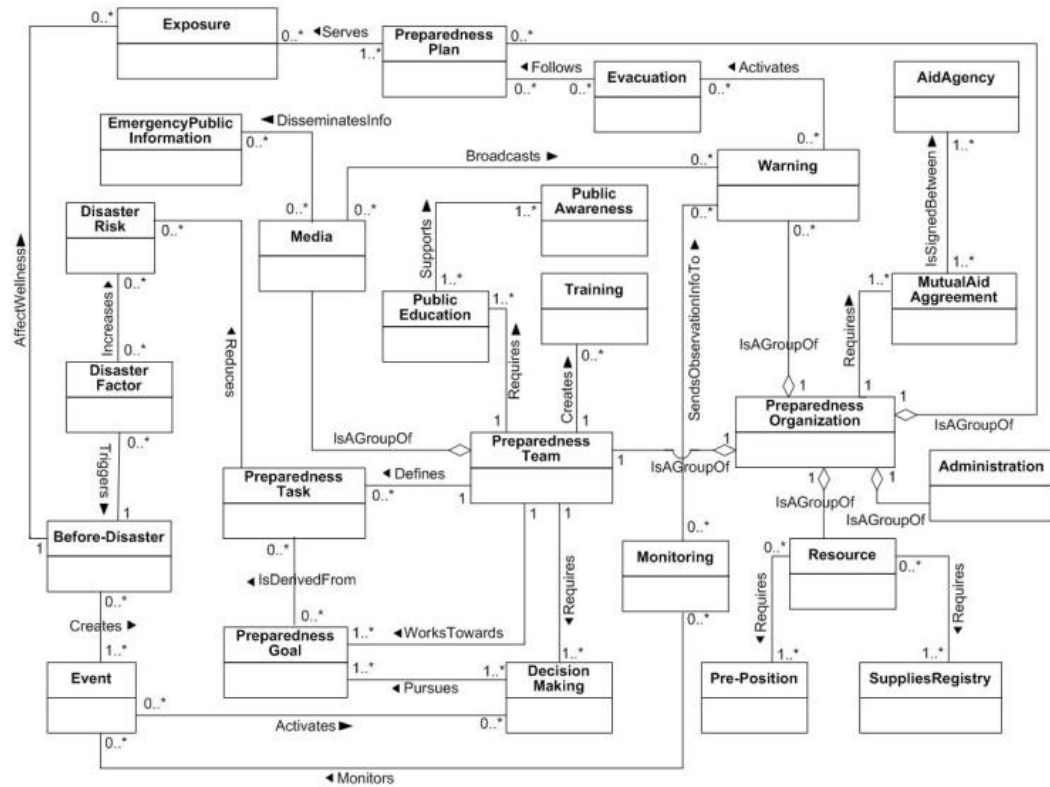 0..*
Exposure
0..*
◄Serves
1..*
Preparedness
Plan
0..*
◄Follows
0..*
0..*
Evacuation
◄Activates
0..*
0..*
AidAgency
1..*
IsSignedBetween►
1..*
EmergencyPublic
Information
◄DisseminatesInfo
0..*
Broadcasts ►
0..*
Warning
0..*
0..*
Disaster
Risk
0..*
0..*
0..*
0..*
Media
Supports►
1..*
Public
Awareness
1..*
Public
Education
1..*
Training
0..*
SendsObservationInfoTo►
1..*
MutualAid
Aggreement
Requires►
AffectWellness►
Increases►
0..*
Disaster
Factor
0..*
◄Reduces
Requires►
Creates►
IsAGroupOf
1
1
Preparedness
Organization
1
IsAGroupOf
1
1
IsAGroupOf
1
Preparedness
Team
1
1
IsAGroupOf
Triggers►
1
Preparedness
Task
◄Defines
0..*
1
1
1
1
1
Administration
IsAGroupOf
IsAGroupOf
1
Before-Disaster
0..*
0..*
0..*
Monitoring
0..*
0..*
Resource
0..*
Creates ►
◄IsDerivedFrom
◄Requires
◄Requires
◄Requires
1..*
0..*
Preparedness
Goal
1..*
◄WorksTowards
1..*
1..*
◄Pursues
1..*
Decision
Making
0..*
1..*
Pre-Position
1..*
SuppliesRegistry
Event
0..*
Activates ►
0..*
◄Monitors